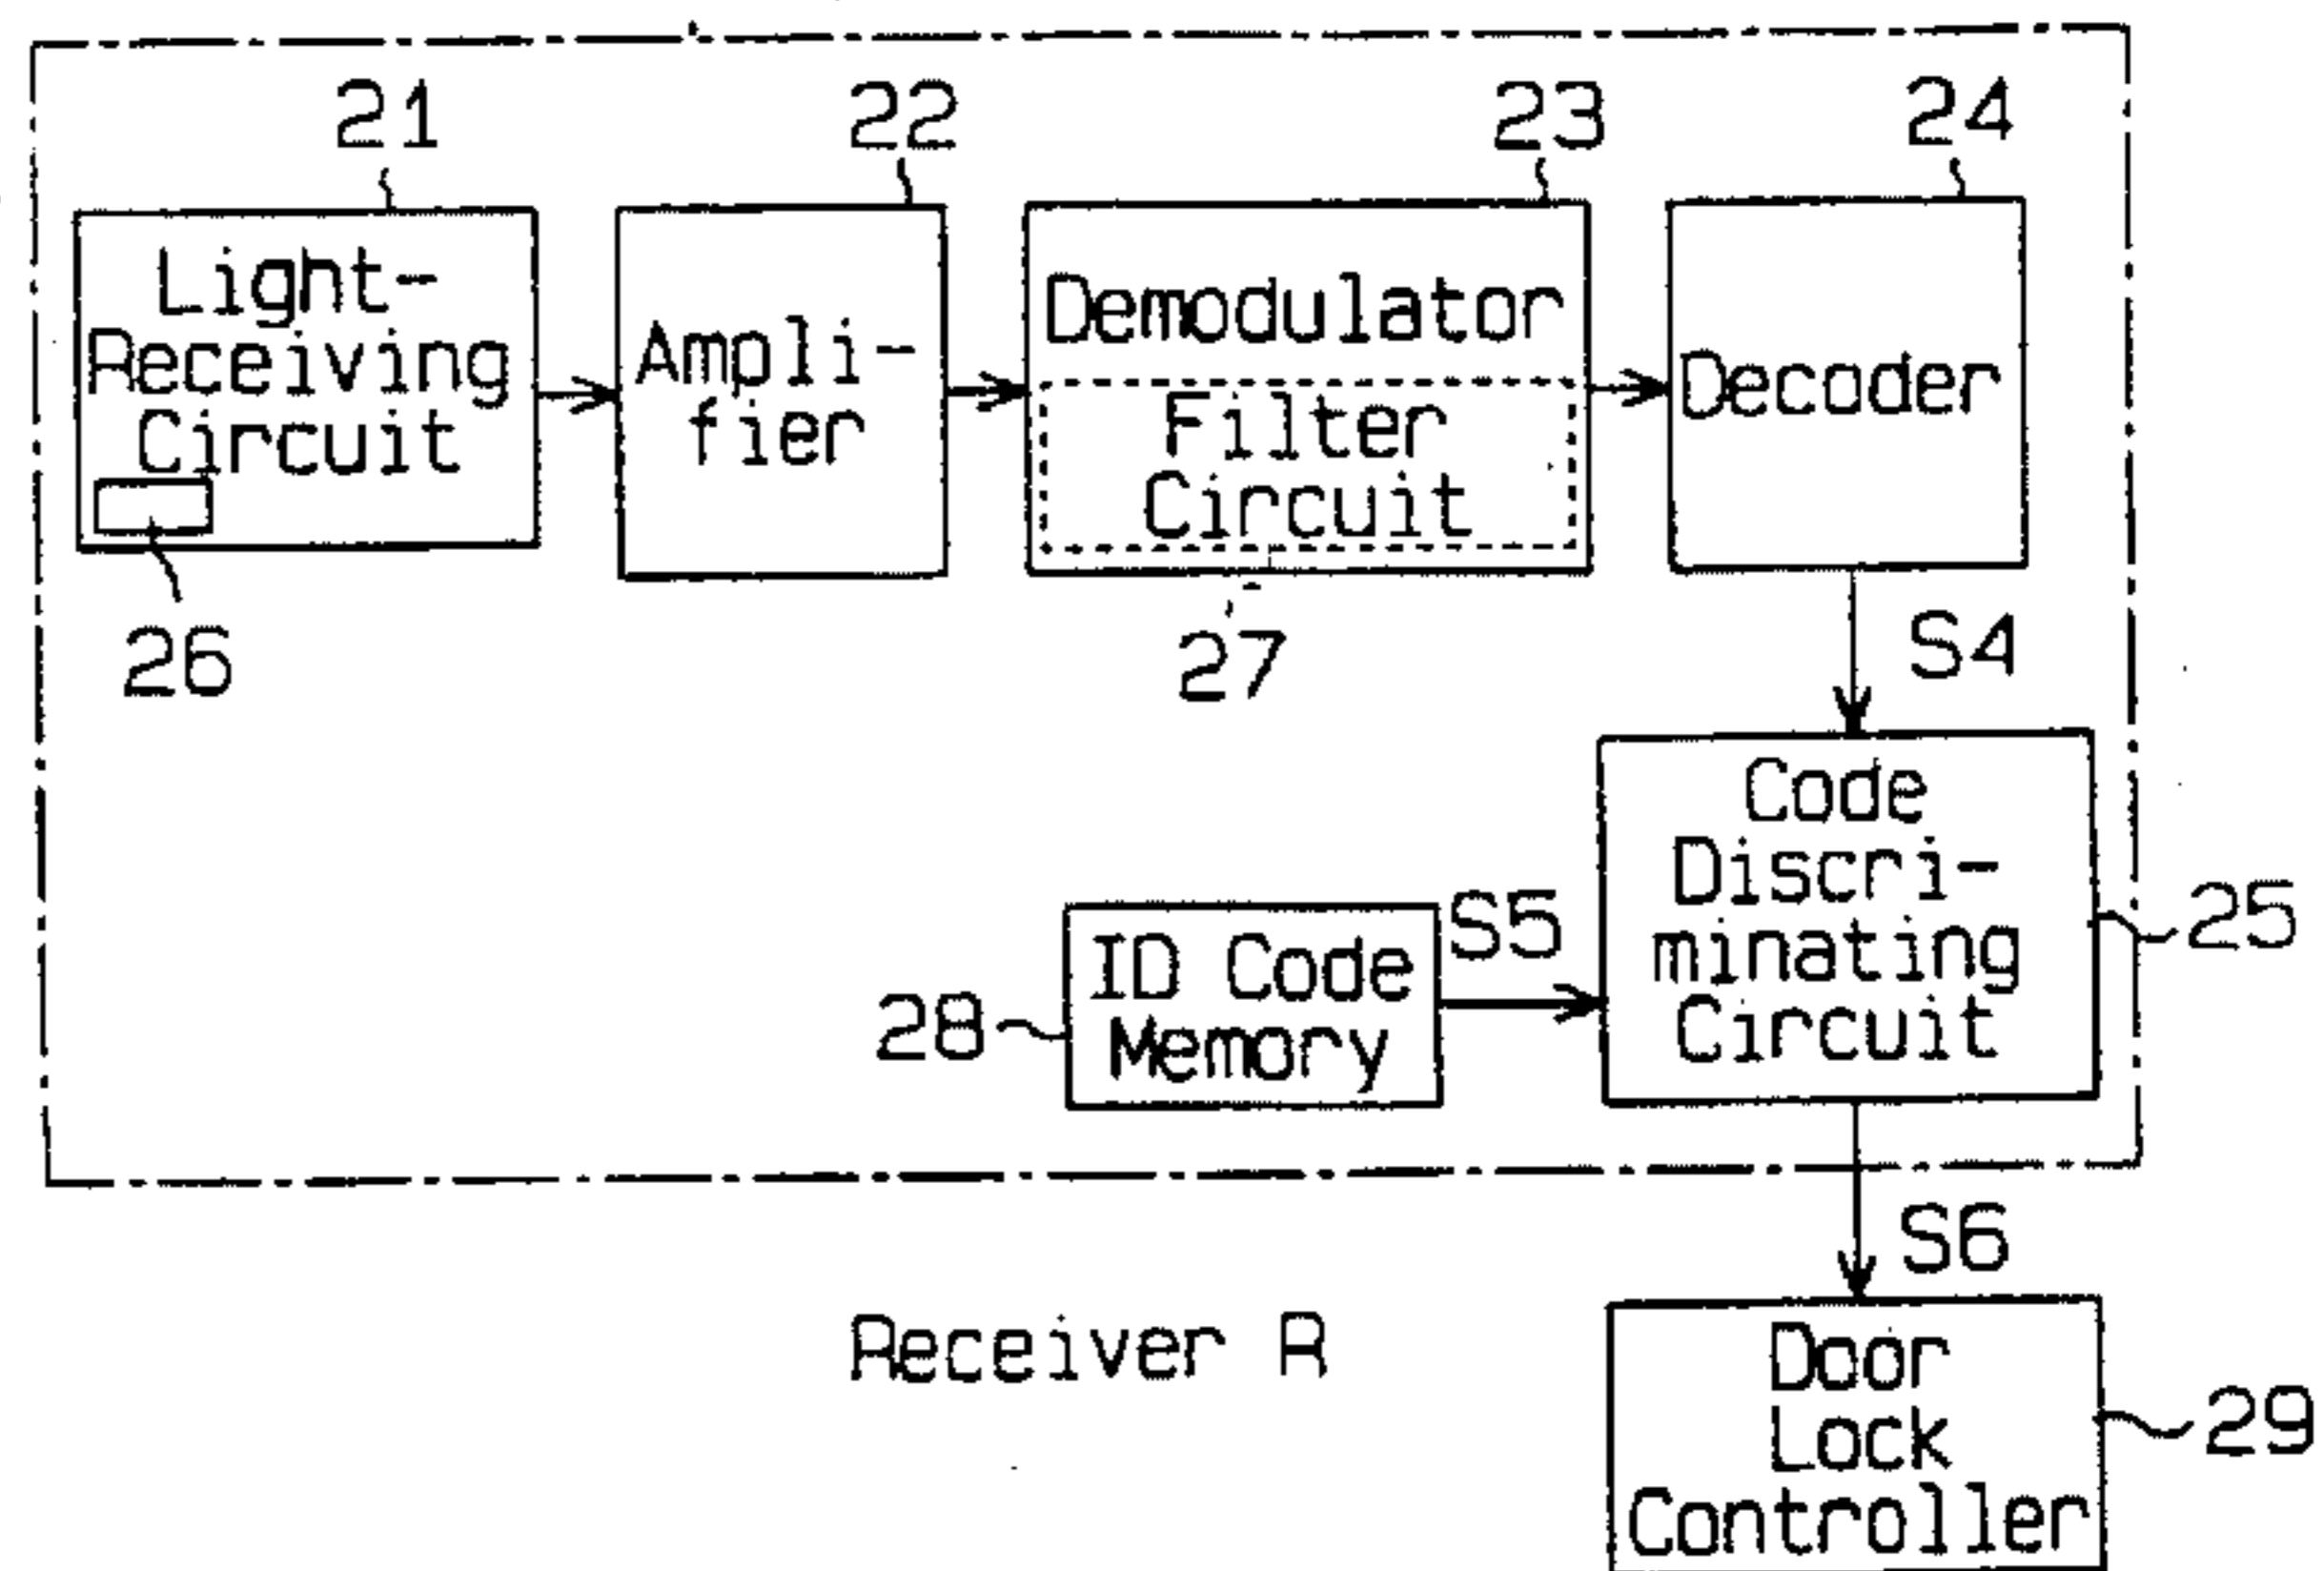 21
22
23
24
Light-
Receiving
Circuit
Ampli-
fier
Demodulator
Filter
Circuit
Decoder
26
27
S4
Code
Discri-
minating
Circuit
25
S5
ID Code
Memory
28
S6
Receiver R
Door
Lock
Controller
29